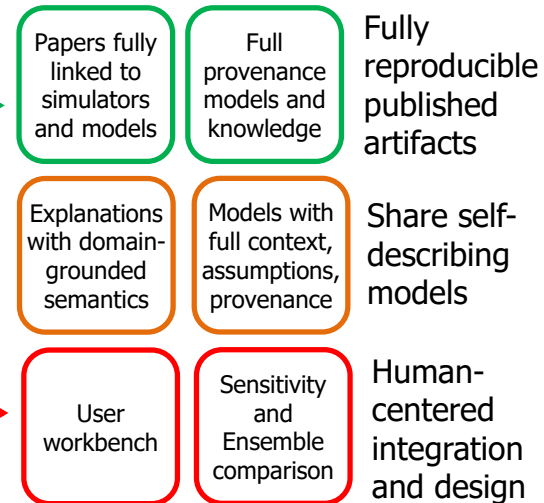 Papers fully
linked to
simulators
and models
Full
provenance
models and
knowledge
Fully
reproducible
published
artifacts
Explanations
with domain-
grounded
semantics
Models with
full context,
assumptions,
provenance
Share self-
describing
models
User
workbench
Sensitivity
and
Ensemble
comparison
Human-
centered
integration
and design